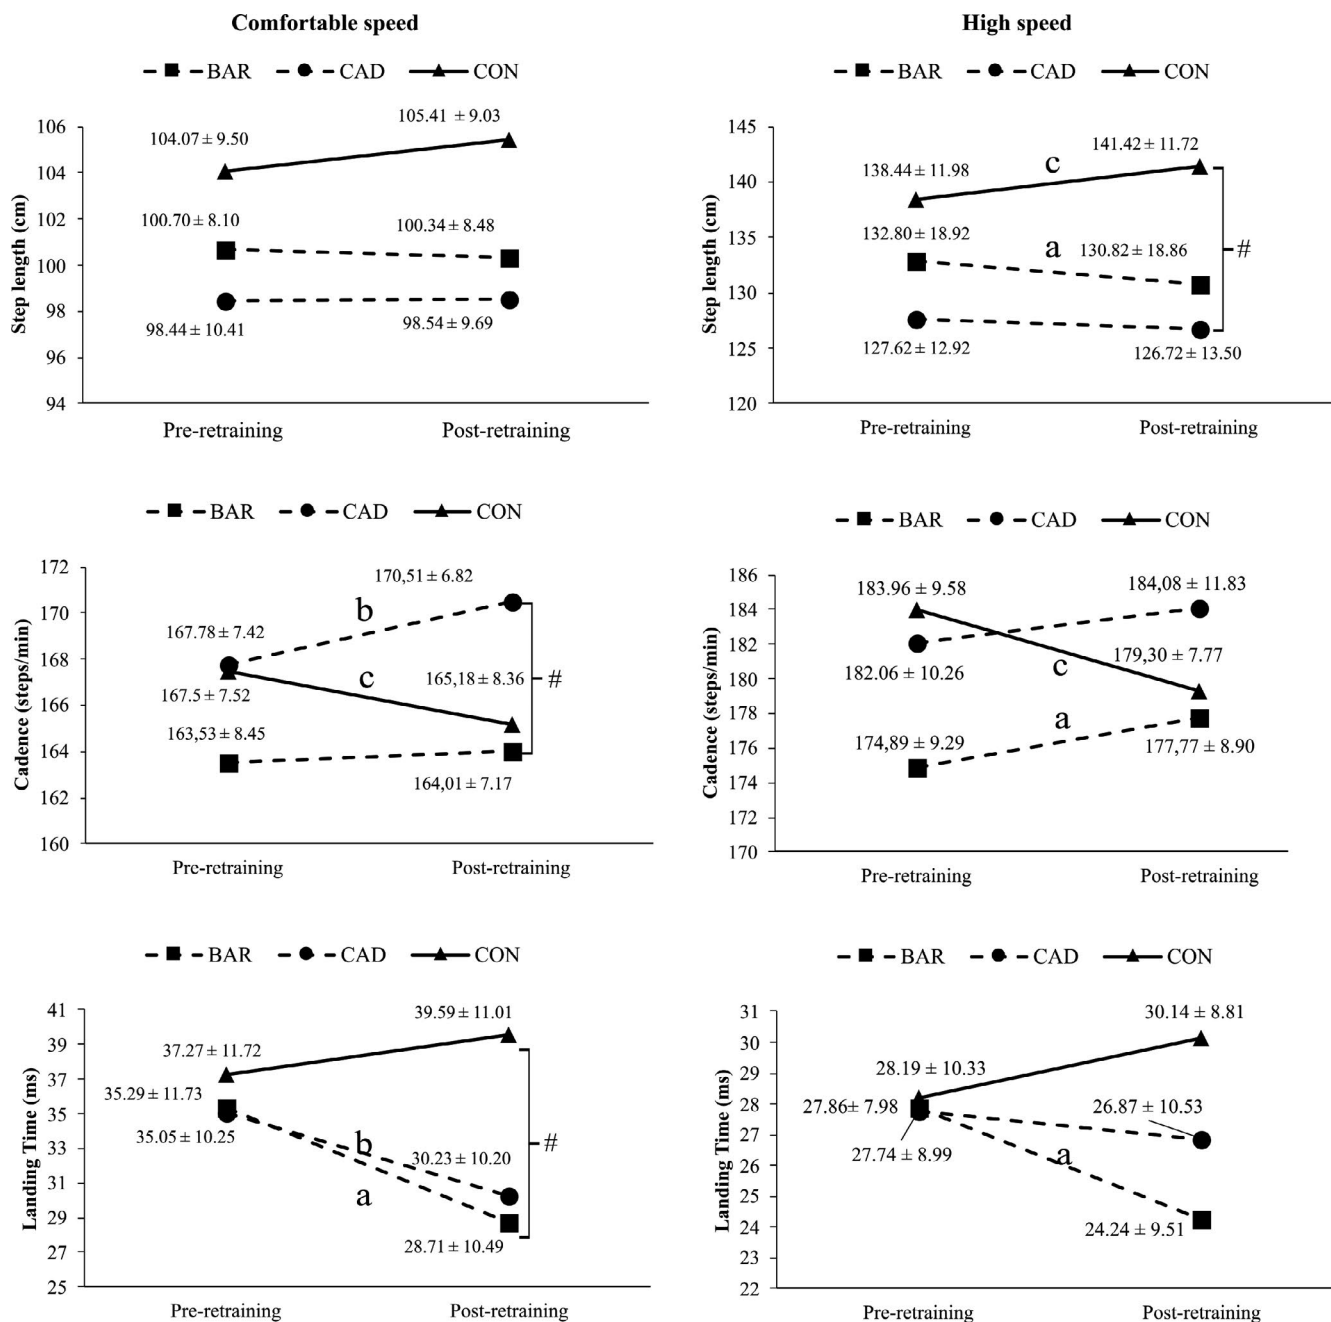 Comfortable speed
BAR CAD CON
Step length (cm)
106
104
102
100
98
96
94
104.07 ± 9.50
105.41 ± 9.03
100.70 ± 8.10
100.34 ± 8.48
98.44 ± 10.41
98.54 ± 9.69
Pre-retraining Post-retraining
High speed
BAR CAD CON
Step length (cm)
145
140
135
130
125
120
138.44 ± 11.98
c
141.42 ± 11.72
132.80 ± 18.92
a
130.82 ± 18.86
#
127.62 ± 12.92
126.72 ± 13.50
Pre-retraining Post-retraining
BAR CAD CON
Cadence (steps/min)
172
170
168
166
164
162
160
170,51 ± 6.82
b
167.78 ± 7.42
c
165,18 ± 8.36
#
167.5 ± 7.52
163,53 ± 8.45
164,01 ± 7.17
Pre-retraining Post-retraining
BAR CAD CON
Cadence (steps/min)
186
184
182
180
178
176
174
172
170
183.96 ± 9.58
184,08 ± 11.83
182.06 ± 10.26
c
179,30 ± 7.77
a
174,89 ± 9.29
177,77 ± 8.90
Pre-retraining Post-retraining
BAR CAD CON
Landing Time (ms)
41
39
37
35
33
31
29
27
25
39.59 ± 11.01
37.27 ± 11.72
35.29 ± 11.73
35.05 ± 10.25
b
30.23 ± 10.20
#
a
28.71 ± 10.49
Pre-retraining Post-retraining
BAR CAD CON
Landing Time (ms)
31
30
29
28
27
26
25
24
23
22
30.14 ± 8.81
28.19 ± 10.33
27.86± 7.98
26.87 ± 10.53
27.74 ± 8.99
a
24.24 ± 9.51
Pre-retraining Post-retraining